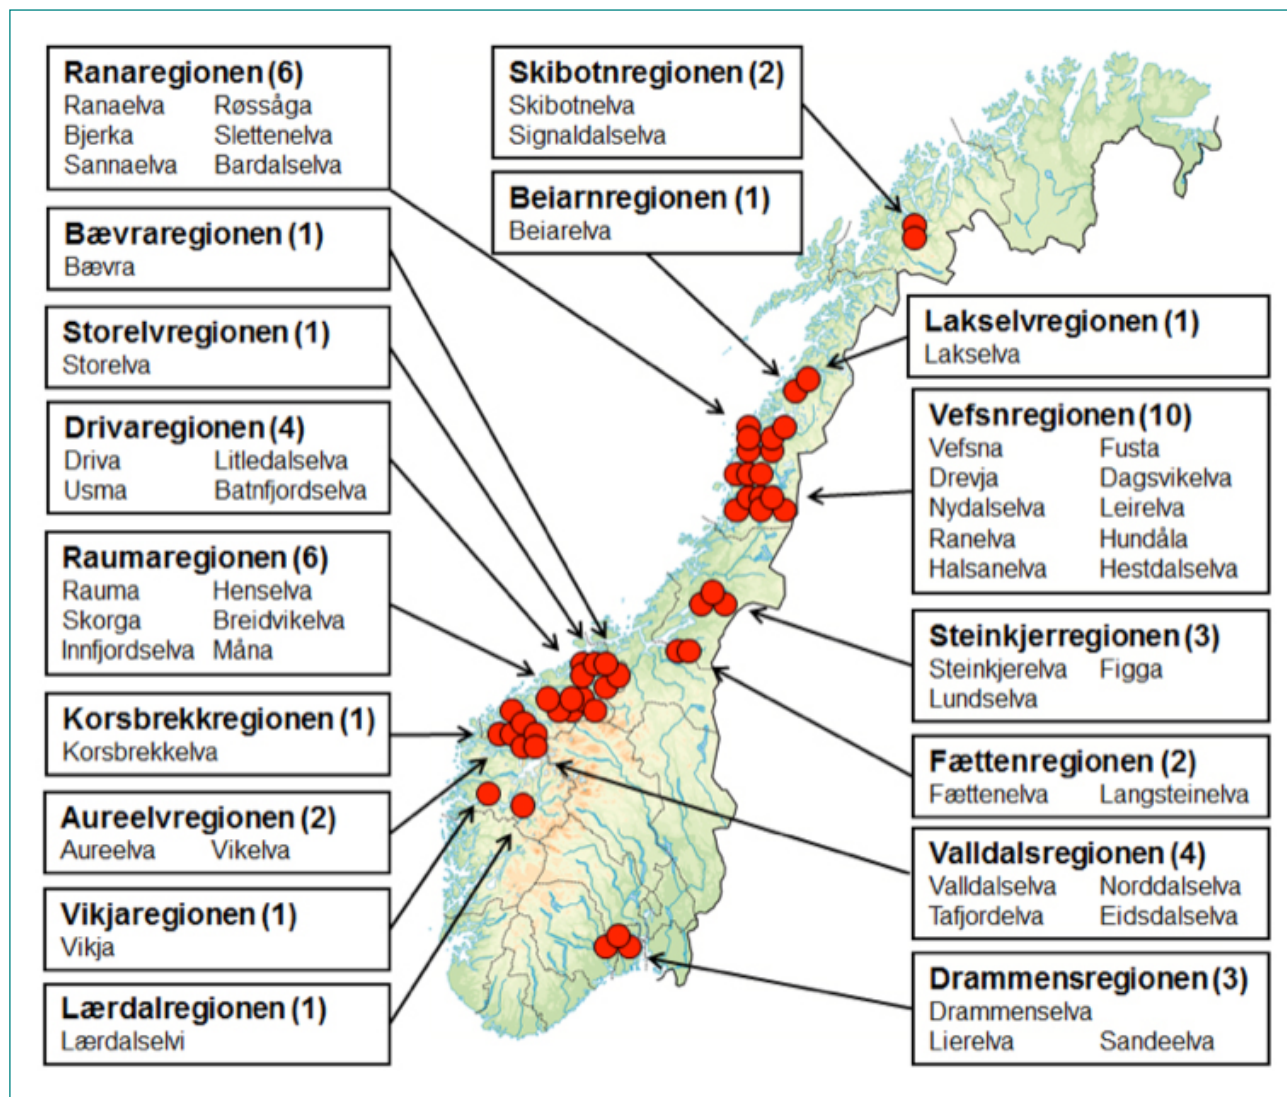 Ranaregionen (6)
Ranaelva Røssåga
Bjerka Slettenelva
Sannaelva Bardalselva
Bævraregionen (1)
Bævra
Storelvregionen (1)
Storelva
Drivaregionen (4)
Driva Litledalselva
Usma Batnfjordselva
Raumaregionen (6)
Rauma Henselva
Skorga Breidvikelva
Innfjordselva Måna
Korsbrekkregionen (1)
Korsbrekkelva
Aureelvregionen (2)
Aureelva Vikelva
Vikjaregionen (1)
Vikja
Lærdalregionen (1)
Lærdalselvi
Skibotnregionen (2)
Skibotnelva
Signaldalselva
Beiarnregionen (1)
Beiarelva
Lakselvregionen (1)
Lakselva
Vefsnregionen (10)
Vefsna Fusta
Drevja Dagsvikelva
Nydalselva Leirelva
Ranelva Hundåla
Halsanelva Hestdalselva
Steinkjerregionen (3)
Steinkjerelva Figga
Lundselva
Fættenregionen (2)
Fættenelva Langsteinelva
Valldalsregionen (4)
Valldalselva Norddalselva
Tafjordelva Eidsdalselva
Drammensregionen (3)
Drammenselva
Lierelva Sandeelva